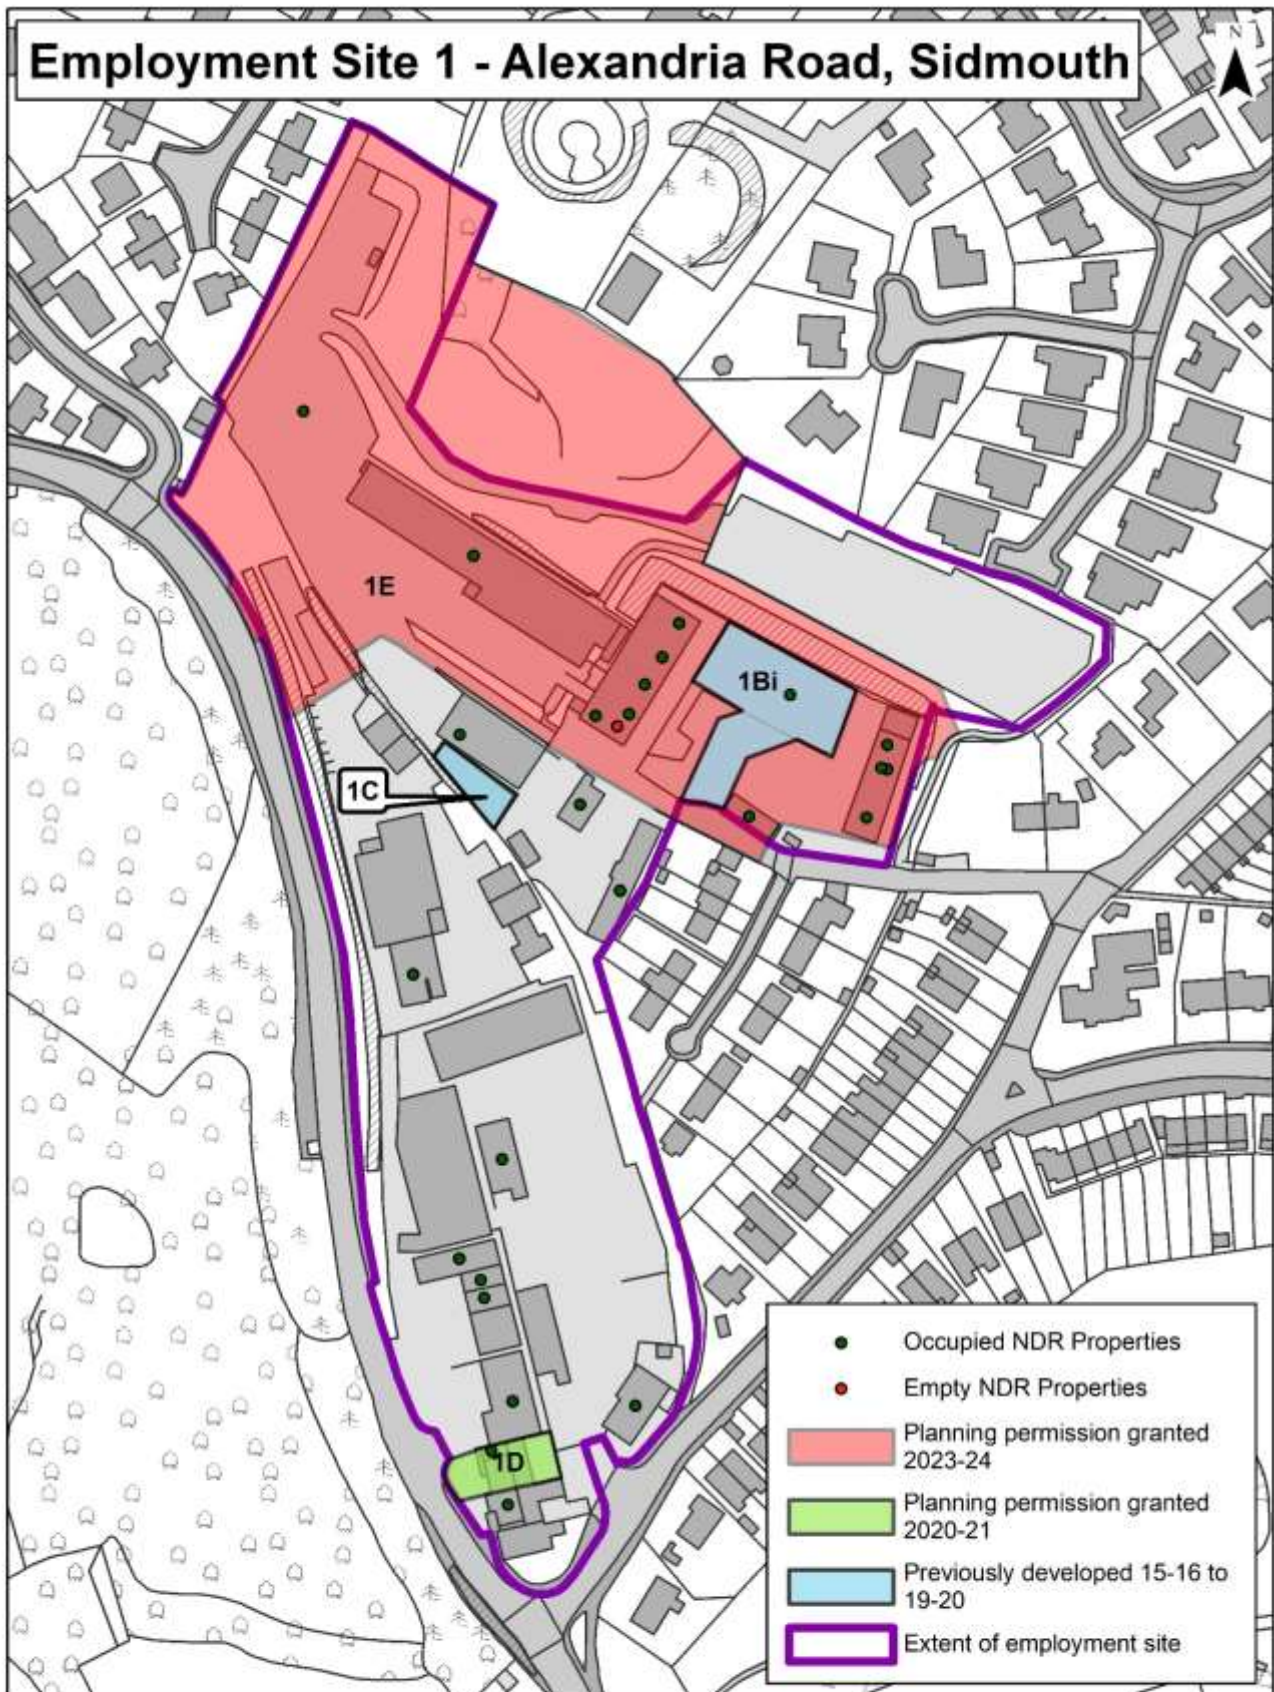 Employment Site 1 - Alexandria Road, Sidmouth
N
1E
1Bi
1C
1D
Occupied NDR Properties
Empty NDR Properties
Planning permission granted
2023-24
Planning permission granted
2020-21
Previously developed 15-16 to
19-20
Extent of employment site